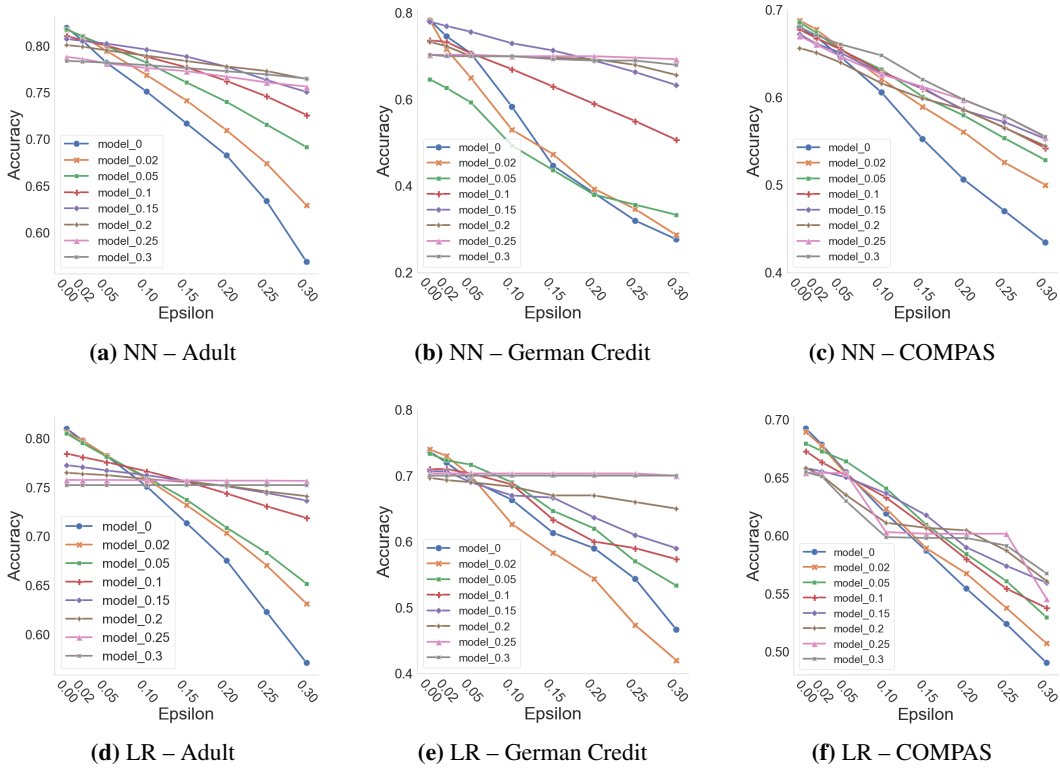 Accuracy
0.80
0.75
0.70
0.65
0.60
model_0
model_0.02
model_0.05
model_0.1
model_0.15
model_0.2
model_0.25
model_0.3
0.00
0.02
0.05
0.10
0.15
0.20
0.25
0.30
Epsilon
(a) NN – Adult
Accuracy
0.8
0.6
0.4
0.2
model_0
model_0.02
model_0.05
model_0.1
model_0.15
model_0.2
model_0.25
model_0.3
0.00
0.02
0.05
0.10
0.15
0.20
0.25
0.30
Epsilon
(b) NN – German Credit
Accuracy
0.7
0.6
0.5
0.4
model_0
model_0.02
model_0.05
model_0.1
model_0.15
model_0.2
model_0.25
model_0.3
0.00
0.02
0.05
0.10
0.15
0.20
0.25
0.30
Epsilon
(c) NN – COMPAS
Accuracy
0.80
0.75
0.70
0.65
0.60
model_0
model_0.02
model_0.05
model_0.1
model_0.15
model_0.2
model_0.25
model_0.3
0.00
0.02
0.05
0.10
0.15
0.20
0.25
0.30
Epsilon
(d) LR – Adult
Accuracy
0.8
0.7
0.6
0.5
0.4
model_0
model_0.02
model_0.05
model_0.1
model_0.15
model_0.2
model_0.25
model_0.3
0.00
0.02
0.05
0.10
0.15
0.20
0.25
0.30
Epsilon
(e) LR – German Credit
Accuracy
0.70
0.65
0.60
0.55
0.50
model_0
model_0.02
model_0.05
model_0.1
model_0.15
model_0.2
model_0.25
model_0.3
0.00
0.02
0.05
0.10
0.15
0.20
0.25
0.30
Epsilon
(f) LR – COMPAS